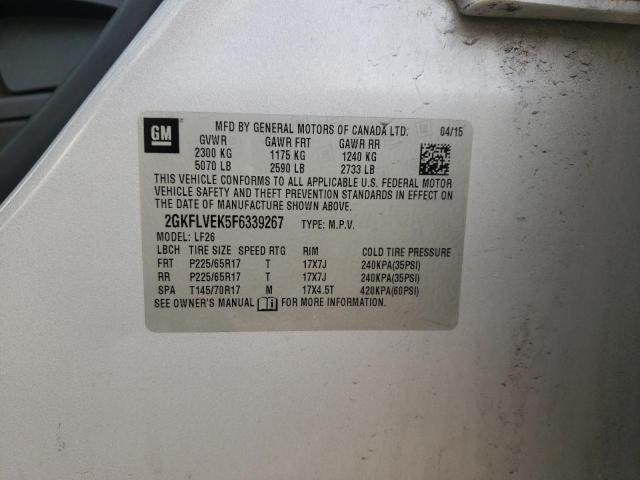 GM
MFD BY GENERAL MOTORS OF CANADA LTD. 04/15
GVWR GAWR FRT GAWR RR
2300 KG 1175 KG 1240 KG
5070 LB 2590 LB 2733 LB
THIS VEHICLE CONFORMS TO ALL APPLICABLE U.S. FEDERAL MOTOR
VEHICLE SAFETY AND THEFT PREVENTION STANDARDS IN EFFECT ON
THE DATE OF MANUFACTURE SHOWN ABOVE.
2GKFLVEK5F6339267 TYPE: M.P.V.
MODEL: LF26
LBCH TIRE SIZE SPEED RTG RIM COLD TIRE PRESSURE
FRT P225/65R17 T 17X7J 240KPA(35PSI)
RR P225/65R17 T 17X7J 240KPA(35PSI)
SPA T145/70R17 M 17X4.5T 420KPA(60PSI)
SEE OWNER'S MANUAL FOR MORE INFORMATION.